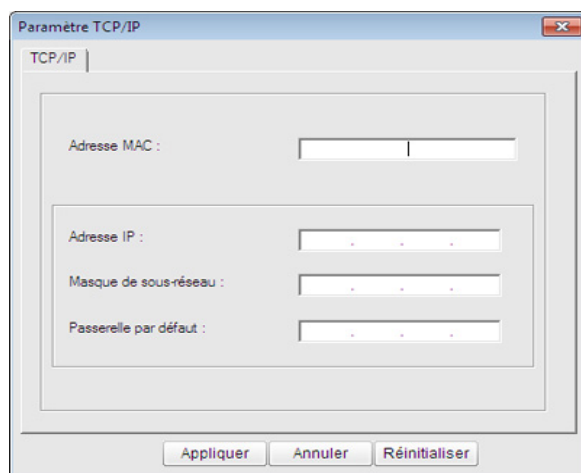 Paramètre TCP/IP
TCP/IP
Adresse MAC :
Adresse IP :
. . .
Masque de sous-réseau :
. . .
Passerelle par défaut :
. . .
Appliquer Annuler Réinitialiser